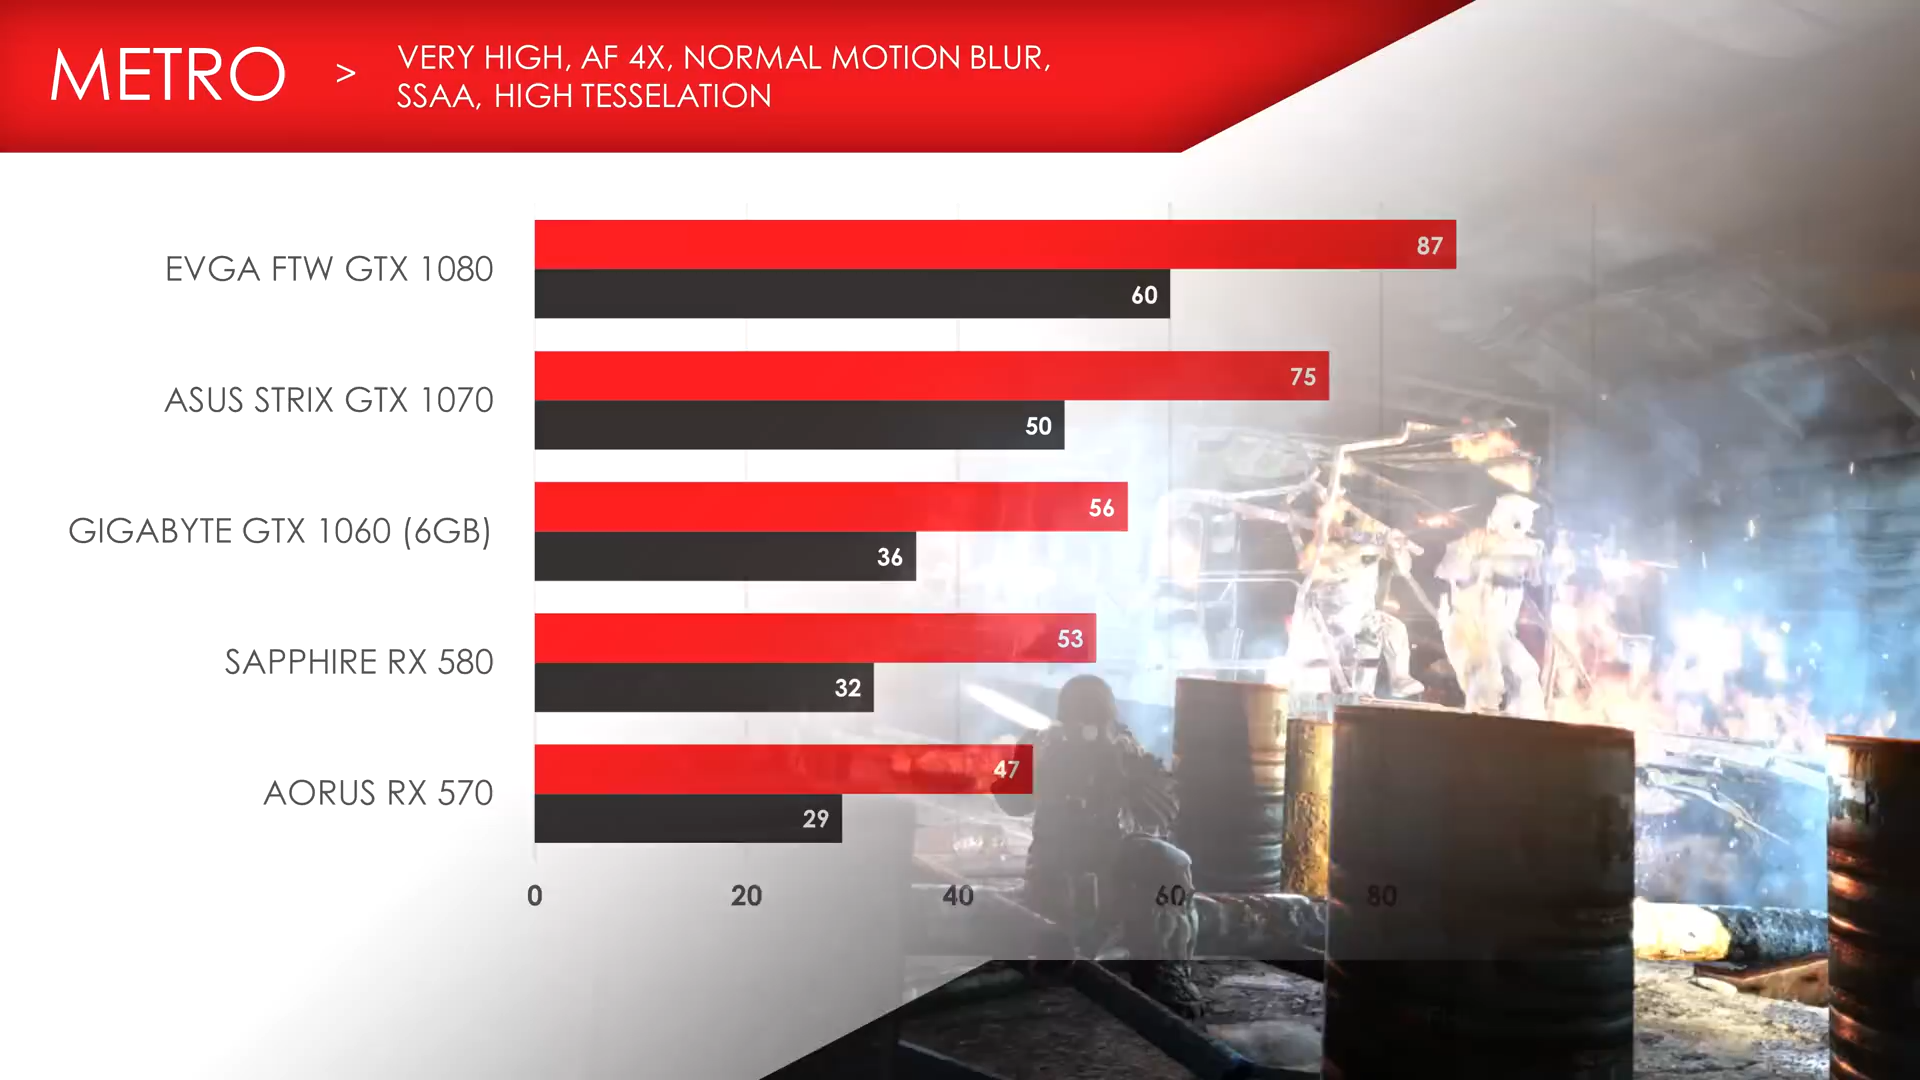 METRO
>
VERY HIGH, AF 4X, NORMAL MOTION BLUR,
SSAA, HIGH TESSELATION
EVGA FTW GTX 1080
87
60
ASUS STRIX GTX 1070
75
50
GIGABYTE GTX 1060 (6GB)
56
36
SAPPHIRE RX 580
53
32
AORUS RX 570
47
29
0 20 40 60 80